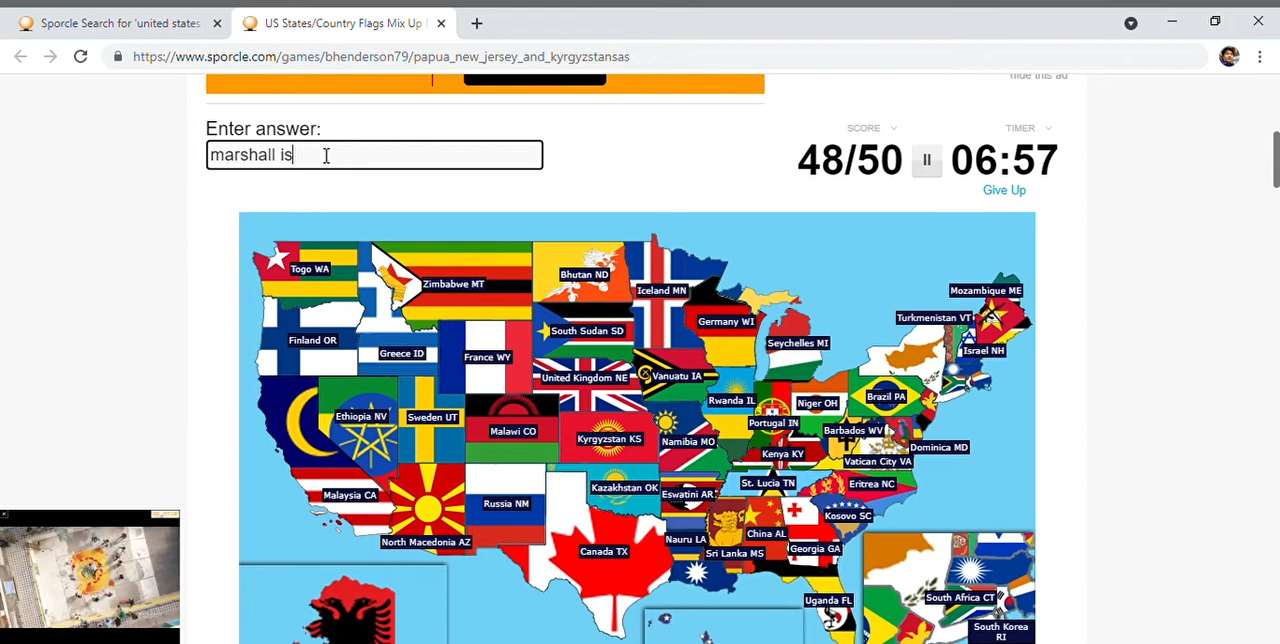 Sporcle Search for 'united states
US States/Country Flags Mix Up
https://www.sporcle.com/games/bhenderson79/papua_new_jersey_and_kyrgyzstansas
hide this ad
Enter answer:
marshall is
SCORE
TIMER
48/50
06:57
Give Up
Togo WA
Zimbabwe MT
Bhutan ND
Iceland MN
Mozambique ME
Turkmenistan VT
Germany WI
South Sudan SD
Finland OR
Seychelles MI
Israel NH
Greece ID
France WY
United Kingdom NE
Vanuatu IA
Rwanda IL
Niger OH
Brazil PA
Ethiopia NV
Sweden UT
Malawi CO
Portugal IN
Barbados WV
Kyrgyzstan KS
Namibia MO
Dominica MD
Kenya KY
Vatican City VA
St. Lucia TN
Eritrea NC
Kazakhstan OK
Malaysia CA
Eswatini AR
Russia NM
Kosovo SC
North Macedonia AZ
China AL
Nauru LA
Canada TX
Sri Lanka MS
Georgia GA
Uganda FL
South Africa CT
South Korea
RI